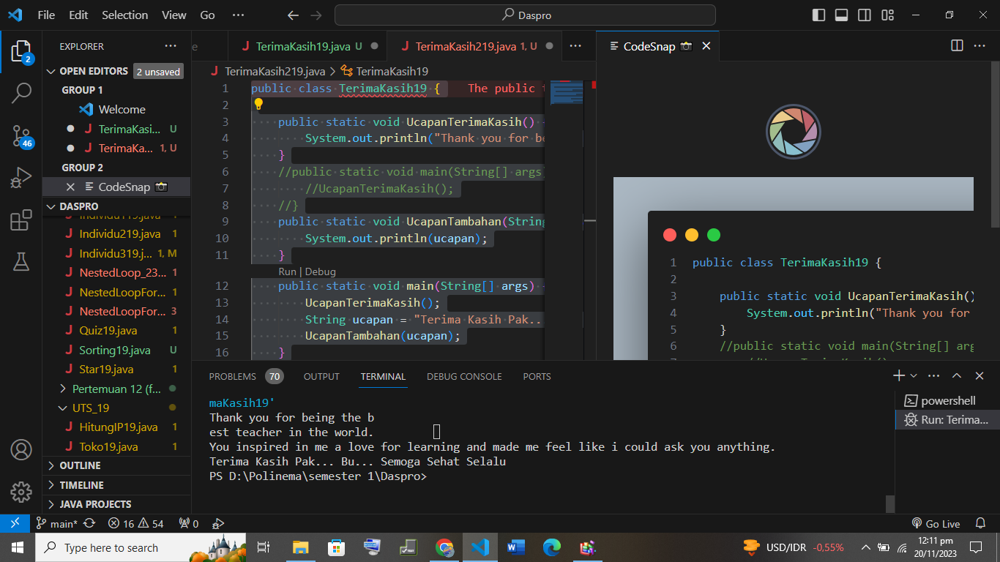 File Edit Selection View Go ··· Daspro
EXPLORER ···
OPEN EDITORS 2 unsaved
GROUP 1
Welcome
TerimaKasi... U
TerimaKa... 1, U
GROUP 2
CodeSnap
DASPRO
Individu119.java 1
Individu219.java 1
Individu319.j... 1, M
NestedLoop_23... 1
NestedLoopFor... 1
NestedLoopFor... 3
Quiz19.java 1
Sorting19.java U
Star19.java 1
Pertemuan 12 (f...
UTS_19
HitungIP19.java 1
Toko19.java 1
OUTLINE
TIMELINE
JAVA PROJECTS
2
46
e TerimaKasih19.java U TerimaKasih219.java 1, U ···
TerimaKasih219.java > TerimaKasih19
1 public class TerimaKasih19 { The public
2
3 public static void UcapanTerimaKasih()
4 System.out.println("Thank you for be
5 }
6 //public static void main(String[] args
7 //UcapanTerimaKasih();
8 //}
9 public static void UcapanTambahan(String
10 System.out.println(ucapan);
11 }
Run | Debug
12 public static void main(String[] args)
13 UcapanTerimaKasih();
14 String ucapan = "Terima Kasih Pak..
15 UcapanTambahan(ucapan);
16 }
CodeSnap ···
1 public class TerimaKasih19 {
2
3 public static void UcapanTerimaKasih()
4 System.out.println("Thank you for
5 }
6 //public static void main(String[] arg
PROBLEMS 70 OUTPUT TERMINAL DEBUG CONSOLE PORTS
maKasih19'
Thank you for being the b
est teacher in the world.
You inspired in me a love for learning and made me feel like i could ask you anything.
Terima Kasih Pak... Bu... Semoga Sehat Selalu
PS D:\Polinema\semester 1\Daspro>
powershell
Run: Terima...
main* 16 54 0 Go Live
Type here to search USD/IDR -0.55% 12:11 pm
20/11/2023